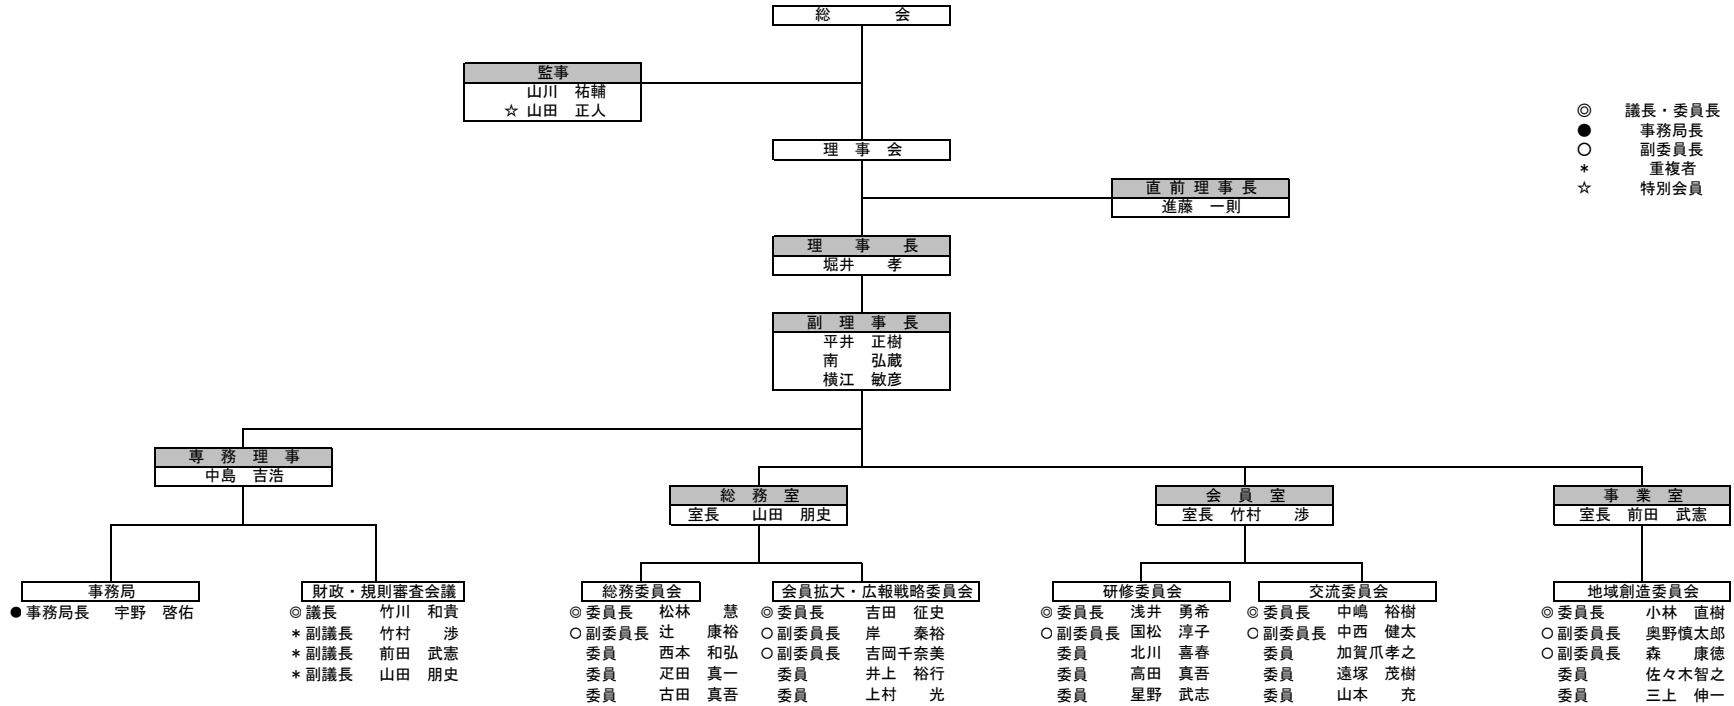 総　会
監事
山川　祐輔
☆ 山田　正人
◎ 議長・委員長
● 事務局長
○ 副委員長
* 重複者
☆ 特別会員
理　事　会
直 前 理 事 長
進藤　一則
理　事　長
堀井　孝
副　理　事　長
平井　正樹
南　弘蔵
横江　敏彦
専　務　理　事
中島　吉浩
総　務　室
室長　山田　朋史
会　員　室
室長　竹村　渉
事　業　室
室長　前田　武憲
事務局
● 事務局長　宇野　啓佑
財政・規則審査会議
◎ 議長　竹川　和貴
* 副議長　竹村　渉
* 副議長　前田　武憲
* 副議長　山田　朋史
総務委員会
◎ 委員長　松林　慧
○ 副委員長　辻　康裕
委員　西本　和弘
委員　疋田　真一
委員　古田　真吾
会員拡大・広報戦略委員会
◎ 委員長　吉田　征史
○ 副委員長　岸　泰裕
○ 副委員長　吉岡千奈美
委員　井上　裕行
委員　上村　光
研修委員会
◎ 委員長　浅井　勇希
○ 副委員長　国松　淳子
委員　北川　喜春
委員　高田　真吾
委員　星野　武志
交流委員会
◎ 委員長　中嶋　裕樹
○ 副委員長　中西　健太
委員　加賀爪孝之
委員　遠塚　茂樹
委員　山本　充
地域創造委員会
◎ 委員長　小林　直樹
○ 副委員長　奥野慎太郎
○ 副委員長　森　康徳
委員　佐々木智之
委員　三上　伸一